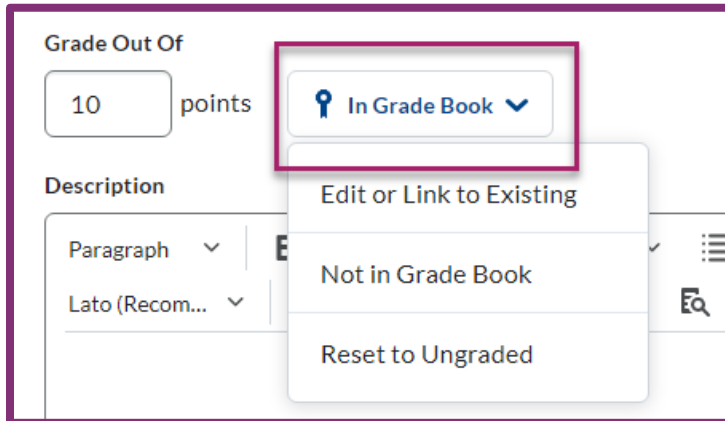 Grade Out Of
10 points In Grade Book
Description
Edit or Link to Existing
Paragraph
Not in Grade Book
Lato (Recom...
Reset to Ungraded